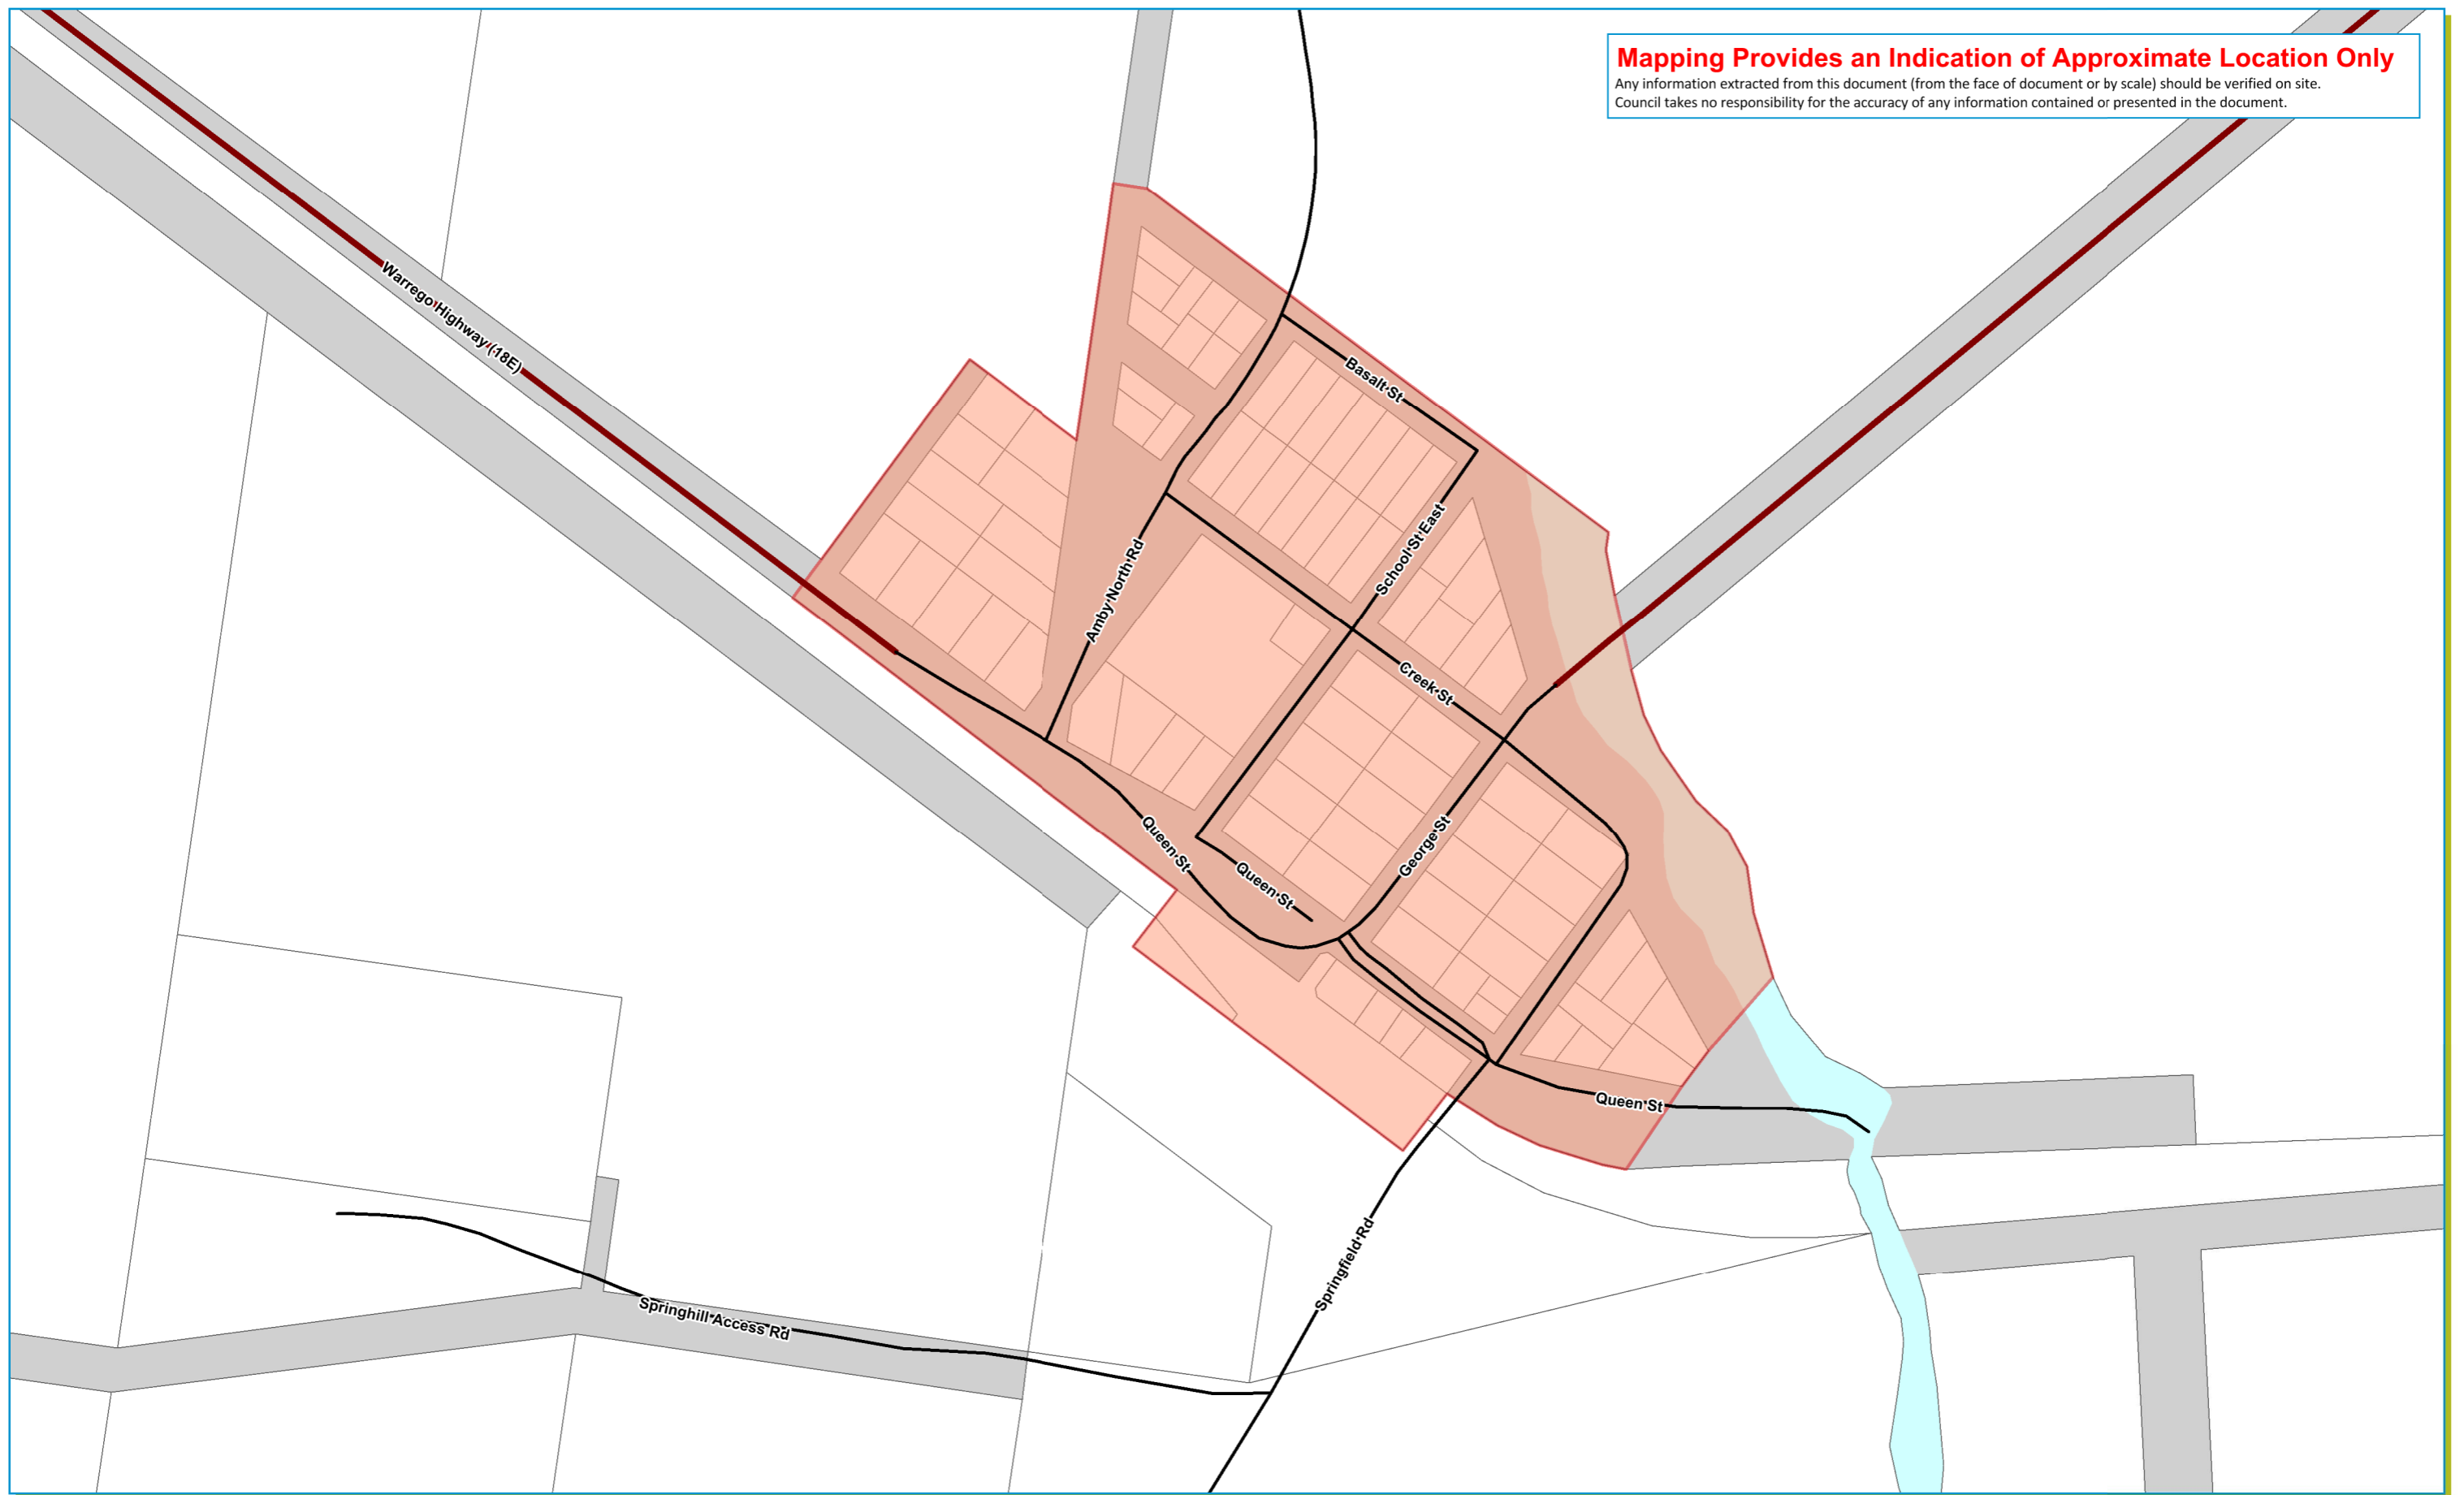 Mapping Provides an Indication of Approximate Location Only
Any information extracted from this document (from the face of document or by scale) should be verified on site.
Council takes no responsibility for the accuracy of any information contained or presented in the document.
Warrego Highway (18E)
Basalt St
School St East
Amby North Rd
Creek St
Queen St
Queen St
George St
Queen St
Springfield Rd
Springhill Access Rd